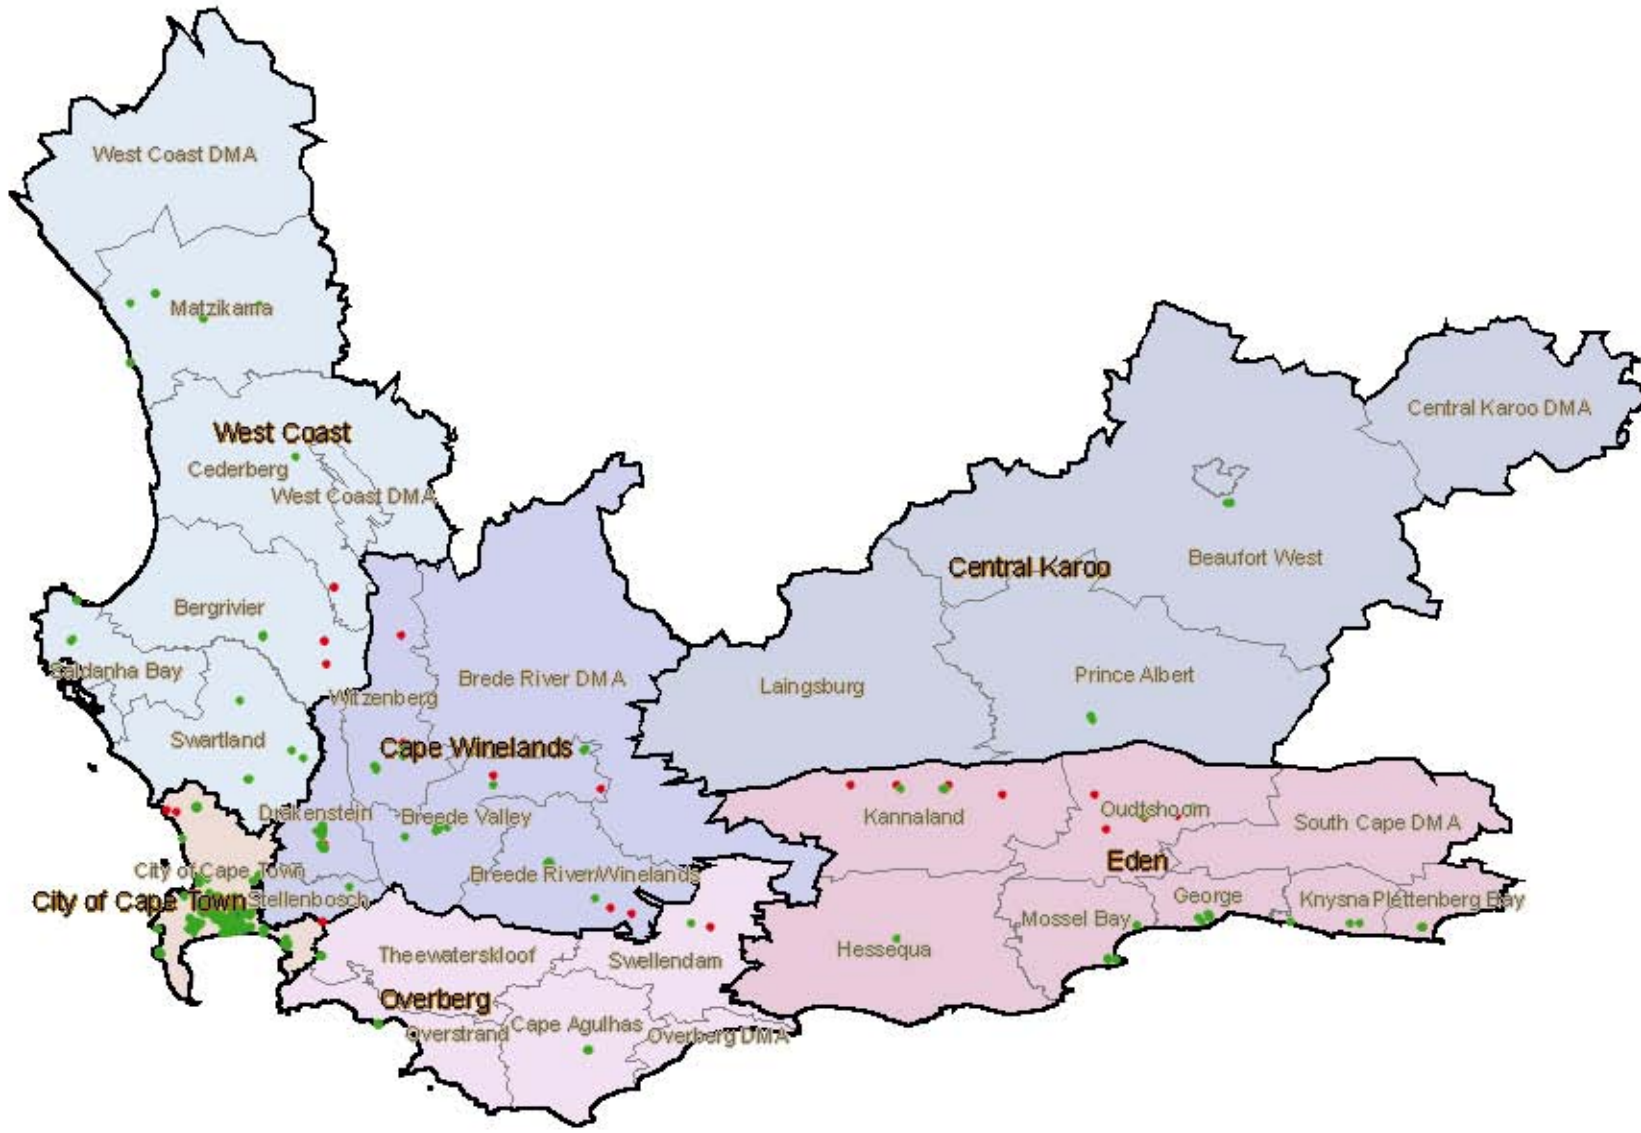 West Coast DMA
Matzikama
West Coast
Cederberg
West Coast DMA
Bergrivier
Saldanha Bay
Swartland
Witzenberg
Brede River DMA
Cape Winelands
Drakenstein
Breede Valley
Breede River/Winelands
City of Cape Town
City of Cape Town
Stellenbosch
Theewaterskloof
Swellendam
Overberg
Overstrand
Cape Agulhas
Overberg DMA
Central Karoo DMA
Beaufort West
Central Karoo
Laingsburg
Prince Albert
Kannaland
Oudtshoorn
South Cape DMA
Eden
George
Knysna
Plettenberg Bay
Mossel Bay
Hessequa